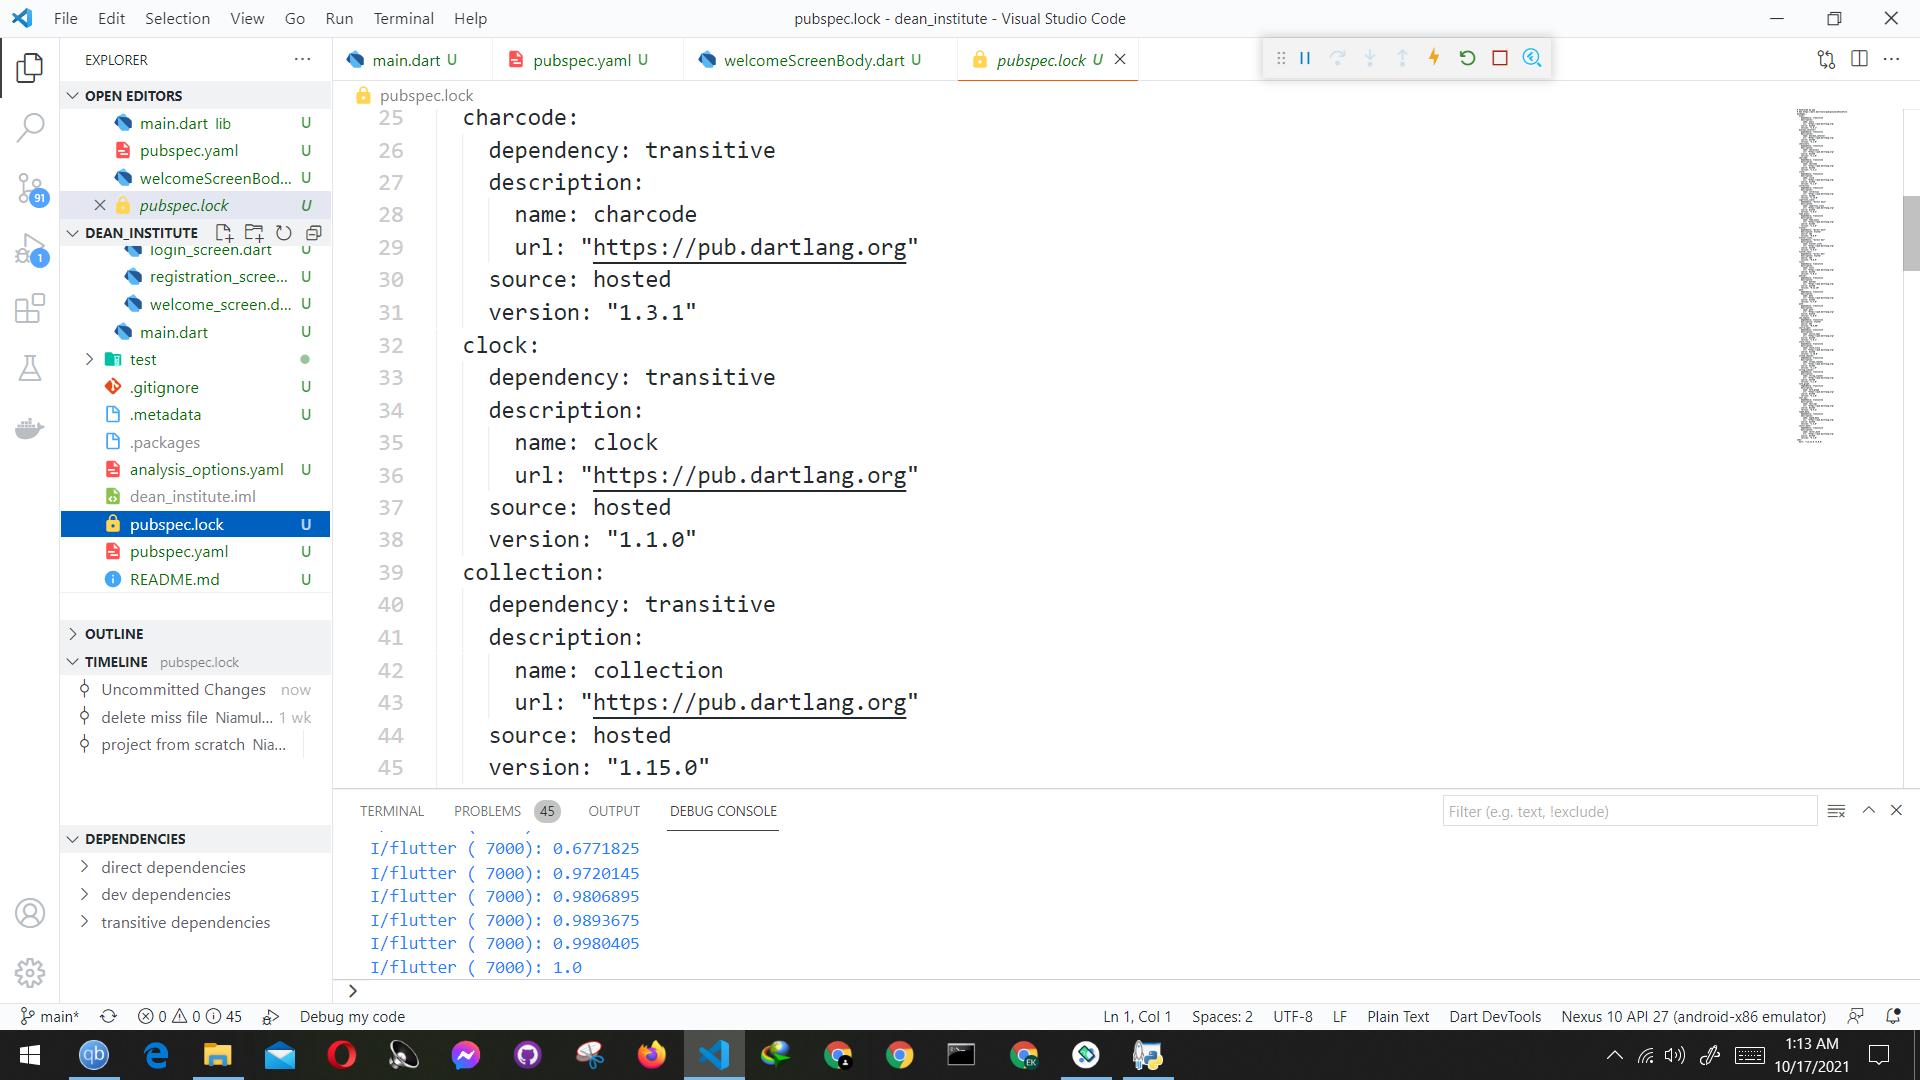 File Edit Selection View Go Run Terminal Help
pubspec.lock - dean_institute - Visual Studio Code
EXPLORER
OPEN EDITORS
main.dart lib U
pubspec.yaml U
welcomeScreenBod... U
pubspec.lock U
DEAN_INSTITUTE
login_screen.dart U
registration_scree... U
welcome_screen.d... U
main.dart U
test
.gitignore U
.metadata U
.packages
analysis_options.yaml U
dean_institute.iml
pubspec.lock U
pubspec.yaml U
README.md U
OUTLINE
TIMELINE pubspec.lock
Uncommitted Changes now
delete miss file Niamul... 1 wk
project from scratch Nia...
DEPENDENCIES
direct dependencies
dev dependencies
transitive dependencies
91
1
main.dart U
pubspec.yaml U
welcomeScreenBody.dart U
pubspec.lock U
pubspec.lock
25 charcode:
26 dependency: transitive
27 description:
28 name: charcode
29 url: "https://pub.dartlang.org"
30 source: hosted
31 version: "1.3.1"
32 clock:
33 dependency: transitive
34 description:
35 name: clock
36 url: "https://pub.dartlang.org"
37 source: hosted
38 version: "1.1.0"
39 collection:
40 dependency: transitive
41 description:
42 name: collection
43 url: "https://pub.dartlang.org"
44 source: hosted
45 version: "1.15.0"
TERMINAL PROBLEMS 45 OUTPUT DEBUG CONSOLE
Filter (e.g. text, !exclude)
I/flutter ( 7000): 0.6771825
I/flutter ( 7000): 0.9720145
I/flutter ( 7000): 0.9806895
I/flutter ( 7000): 0.9893675
I/flutter ( 7000): 0.9980405
I/flutter ( 7000): 1.0
main* 0 0 45 Debug my code
Ln 1, Col 1 Spaces: 2 UTF-8 LF Plain Text Dart DevTools Nexus 10 API 27 (android-x86 emulator)
qb
EK
1:13 AM
10/17/2021